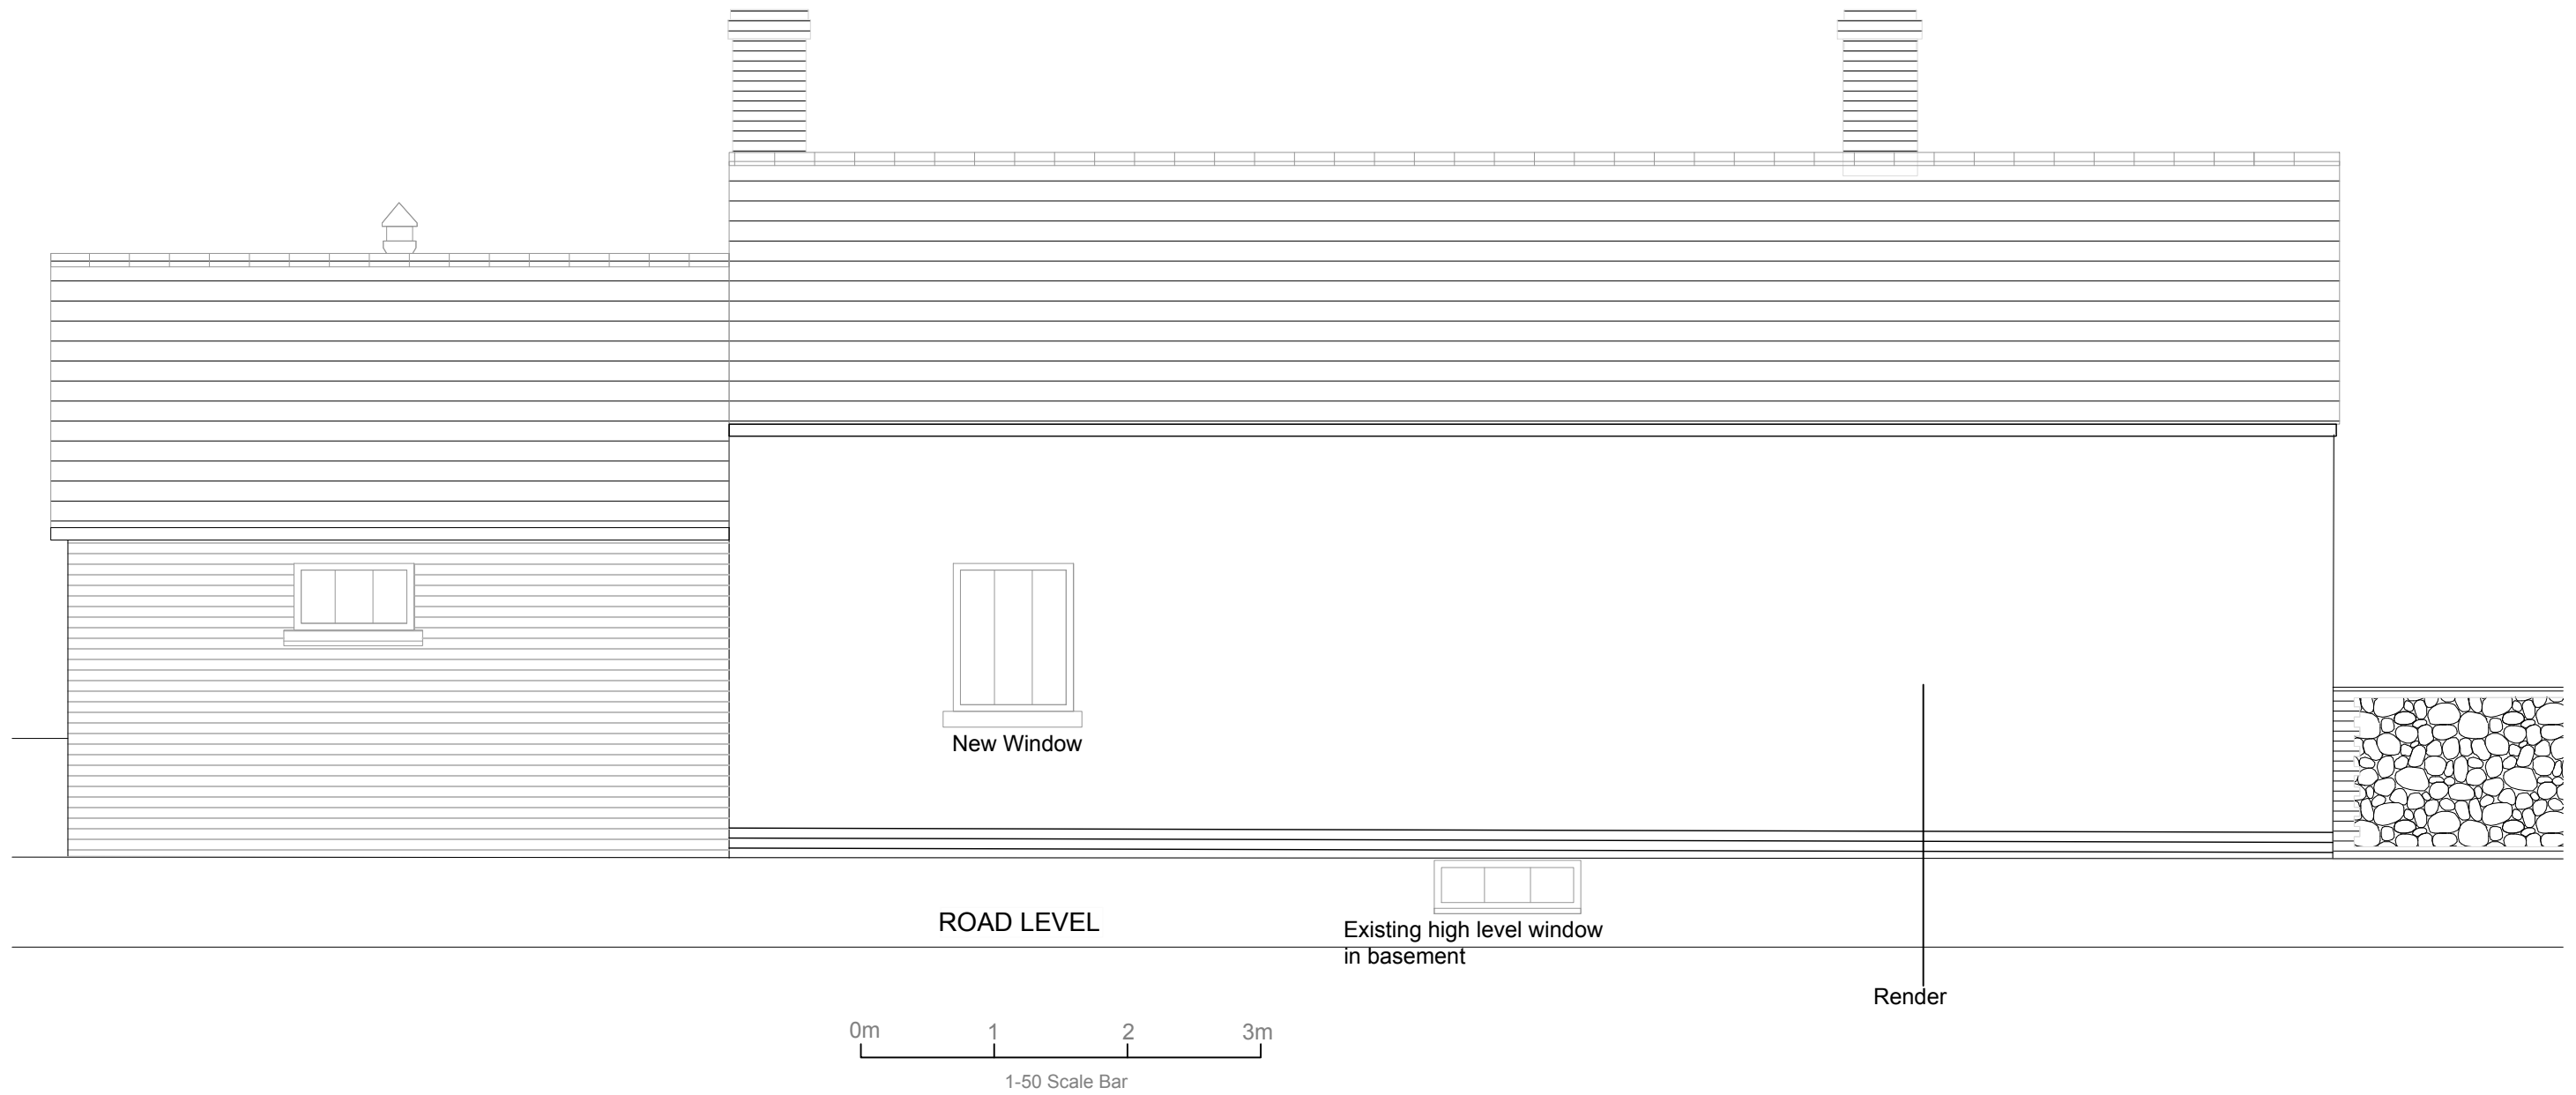 New Window
ROAD LEVEL
Existing high level window
in basement
Render
0m 1 2 3m
1-50 Scale Bar